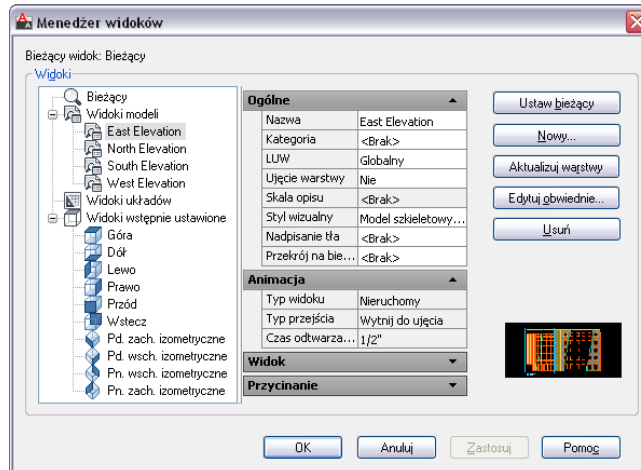 Menedżer widoków
Bieżący widok: Bieżący
Widoki
Bieżący
Widoki modeli
East Elevation
North Elevation
South Elevation
West Elevation
Widoki układów
Widoki wstępnie ustawione
Góra
Dół
Lewo
Prawo
Przód
Wstecz
Pd. zach. izometryczne
Pd. wsch. izometryczne
Pn. wsch. izometryczne
Pn. zach. izometryczne
Ogólne
Nazwa East Elevation
Kategoria <Brak>
LUW Globalny
Ujęcie warstwy Nie
Skala opisu <Brak>
Styl wizualny Model szkieletowy...
Nadpisanie tła <Brak>
Przekrój na bie... <Brak>
Animacja
Typ widoku Nieruchomy
Typ przejścia Wytnij do ujęcia
Czas odtwarza... 1/2"
Widok
Przycinanie
Ustaw bieżący
Nowy...
Aktualizuj warstwy
Edytuj obwiednie...
Usuń
OK
Anuluj
Zastosuj
Pomoc